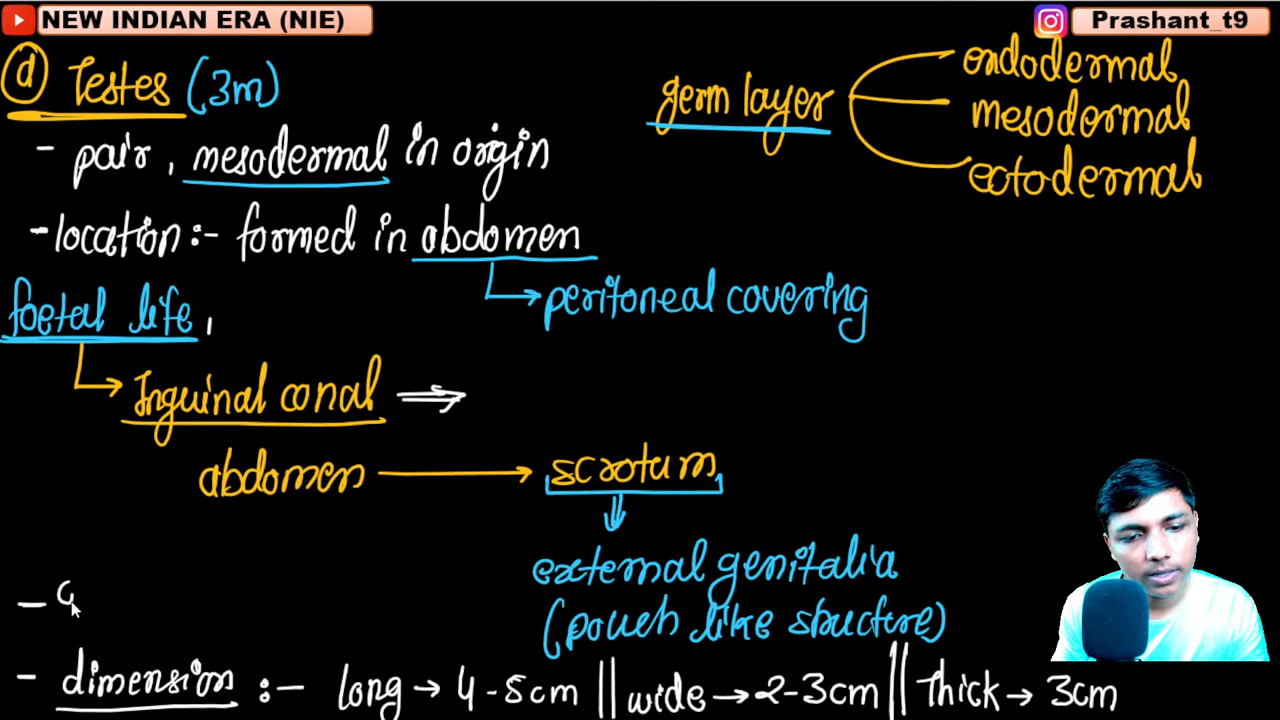 NEW INDIAN ERA (NIE)
Prashant_t9
d Testes (3m)
germ layer
endodermal
mesodermal
ectodermal
- pair, mesodermal in origin
- location :- formed in abdomen
peritoneal covering
foetal life,
Inguinal canal ⇒
abdomen → scrotum
external genitalia
(pouch like structure)
- dimension :- long → 4-5cm || wide → 2-3cm || Thick → 3cm